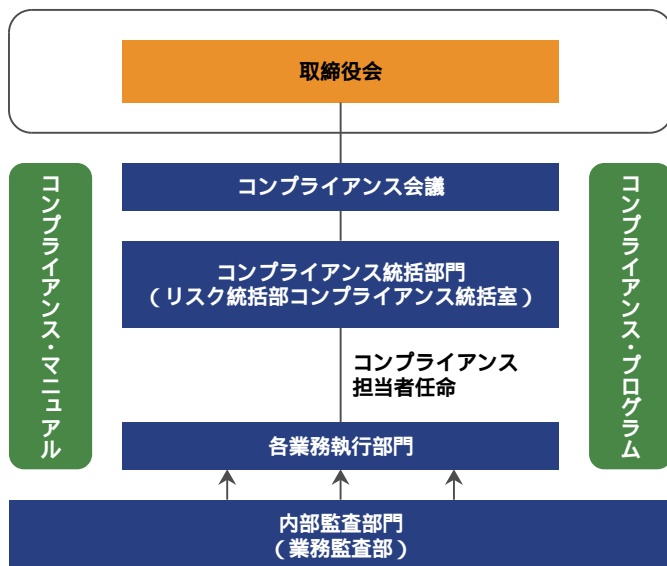 取締役会
コンプライアンス・マニュアル
コンプライアンス会議
コンプライアンス・プログラム
コンプライアンス統括部門
（リスク統括部コンプライアンス統括室）
コンプライアンス
担当者任命
各業務執行部門
内部監査部門
（業務監査部）